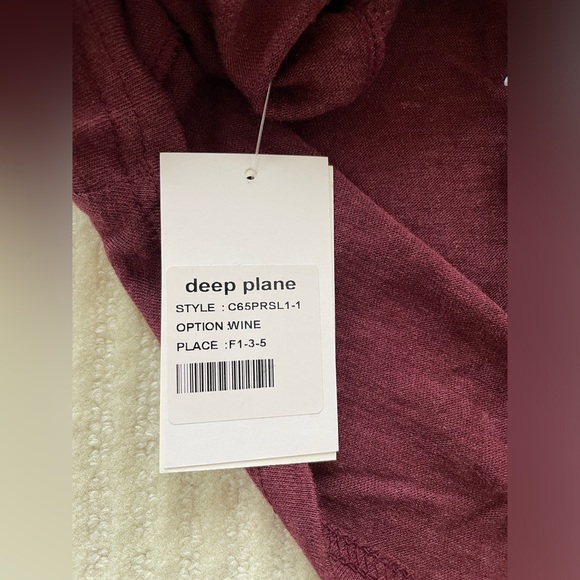 deep plane
STYLE : C65PRSL1-1
OPTION :WINE
PLACE :F1-3-5